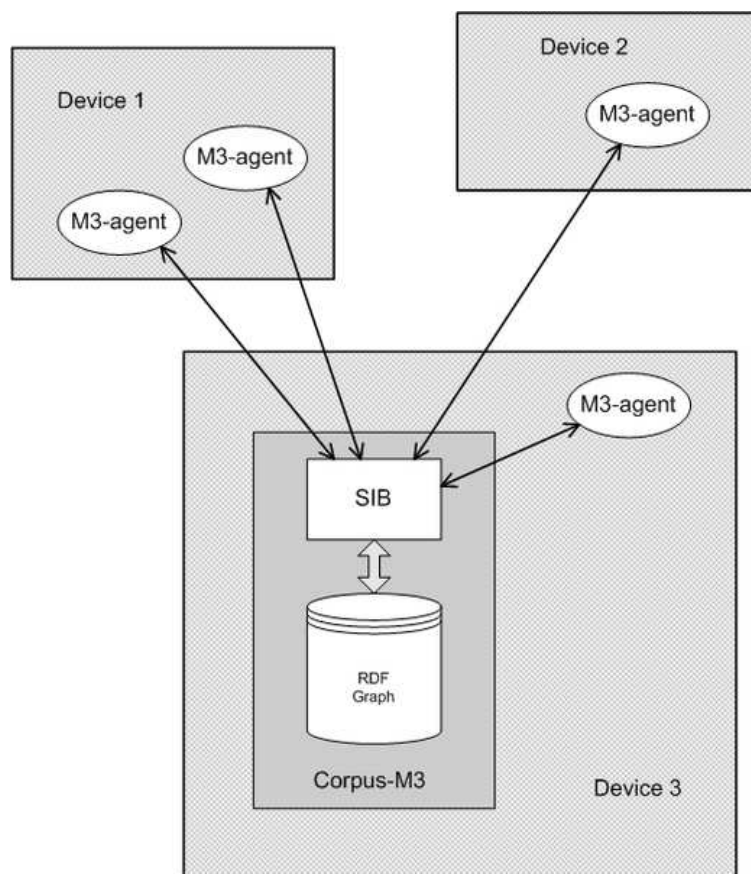 Device 1
M3-agent
M3-agent
Device 2
M3-agent
M3-agent
SIB
RDF
Graph
Corpus-M3
Device 3